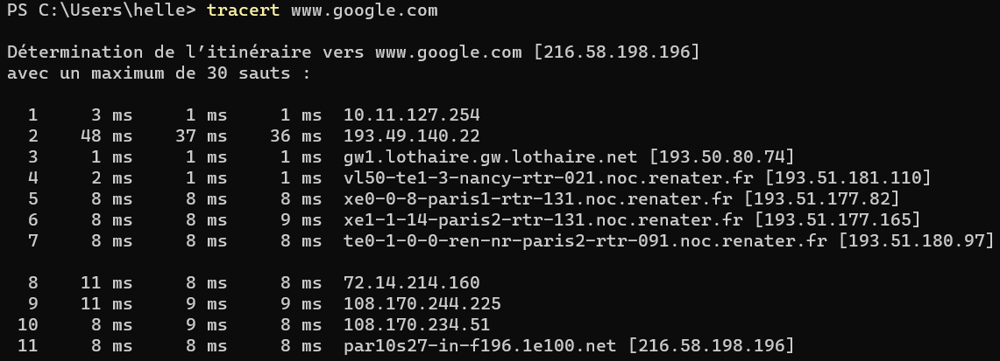 PS C:\Users\helle> tracert www.google.com
Détermination de l’itinéraire vers www.google.com [216.58.198.196]
avec un maximum de 30 sauts :
1 3 ms 1 ms 1 ms 10.11.127.254
2 48 ms 37 ms 36 ms 193.49.140.22
3 1 ms 1 ms 1 ms gw1.lothaire.gw.lothaire.net [193.50.80.74]
4 2 ms 1 ms 1 ms vl50-te1-3-nancy-rtr-021.noc.renater.fr [193.51.181.110]
5 8 ms 8 ms 8 ms xe0-0-8-paris1-rtr-131.noc.renater.fr [193.51.177.82]
6 8 ms 8 ms 9 ms xe1-1-14-paris2-rtr-131.noc.renater.fr [193.51.177.165]
7 8 ms 8 ms 8 ms te0-1-0-0-ren-nr-paris2-rtr-091.noc.renater.fr [193.51.180.97]
8 11 ms 8 ms 8 ms 72.14.214.160
9 11 ms 9 ms 9 ms 108.170.244.225
10 8 ms 9 ms 8 ms 108.170.234.51
11 8 ms 8 ms 8 ms par10s27-in-f196.1e100.net [216.58.198.196]